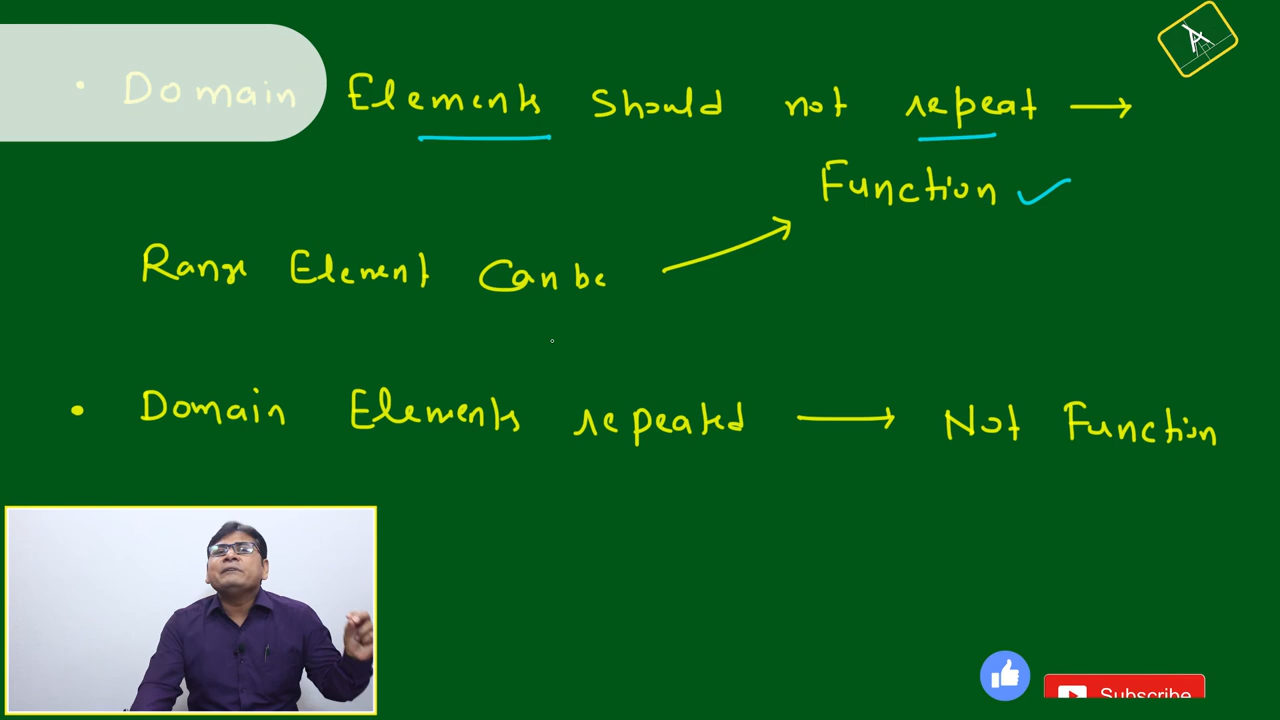 • Domain Elements Should not repeat →
Function ✓
Range Element Can be
• Domain Elements repeated → Not Function
A
Subscribe